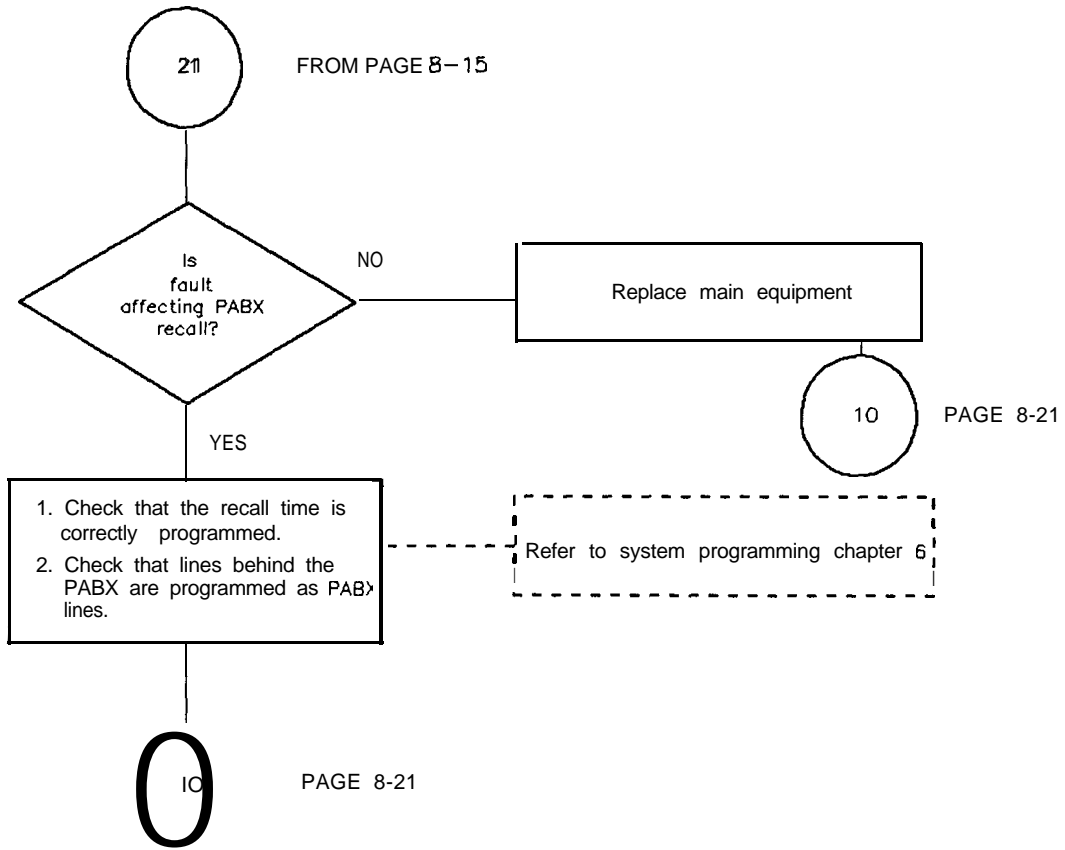 21
FROM PAGE 8-15
Is
fault
affecting PABX
recall?
NO
Replace main equipment
10
PAGE 8-21
YES
1. Check that the recall time is
correctly programmed.
2. Check that lines behind the
PABX are programmed as PABX
lines.
Refer to system programming chapter 6
IO
PAGE 8-21